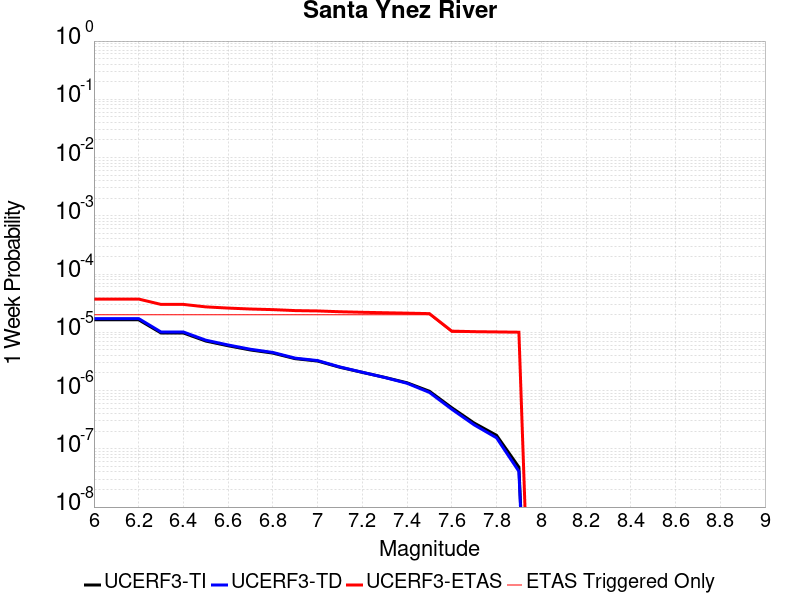 Santa Ynez River
1 Week Probability
10^0
10^-1
10^-2
10^-3
10^-4
10^-5
10^-6
10^-7
10^-8
6 6.2 6.4 6.6 6.8 7 7.2 7.4 7.6 7.8 8 8.2 8.4 8.6 8.8 9
Magnitude
UCERF3-TI UCERF3-TD UCERF3-ETAS ETAS Triggered Only